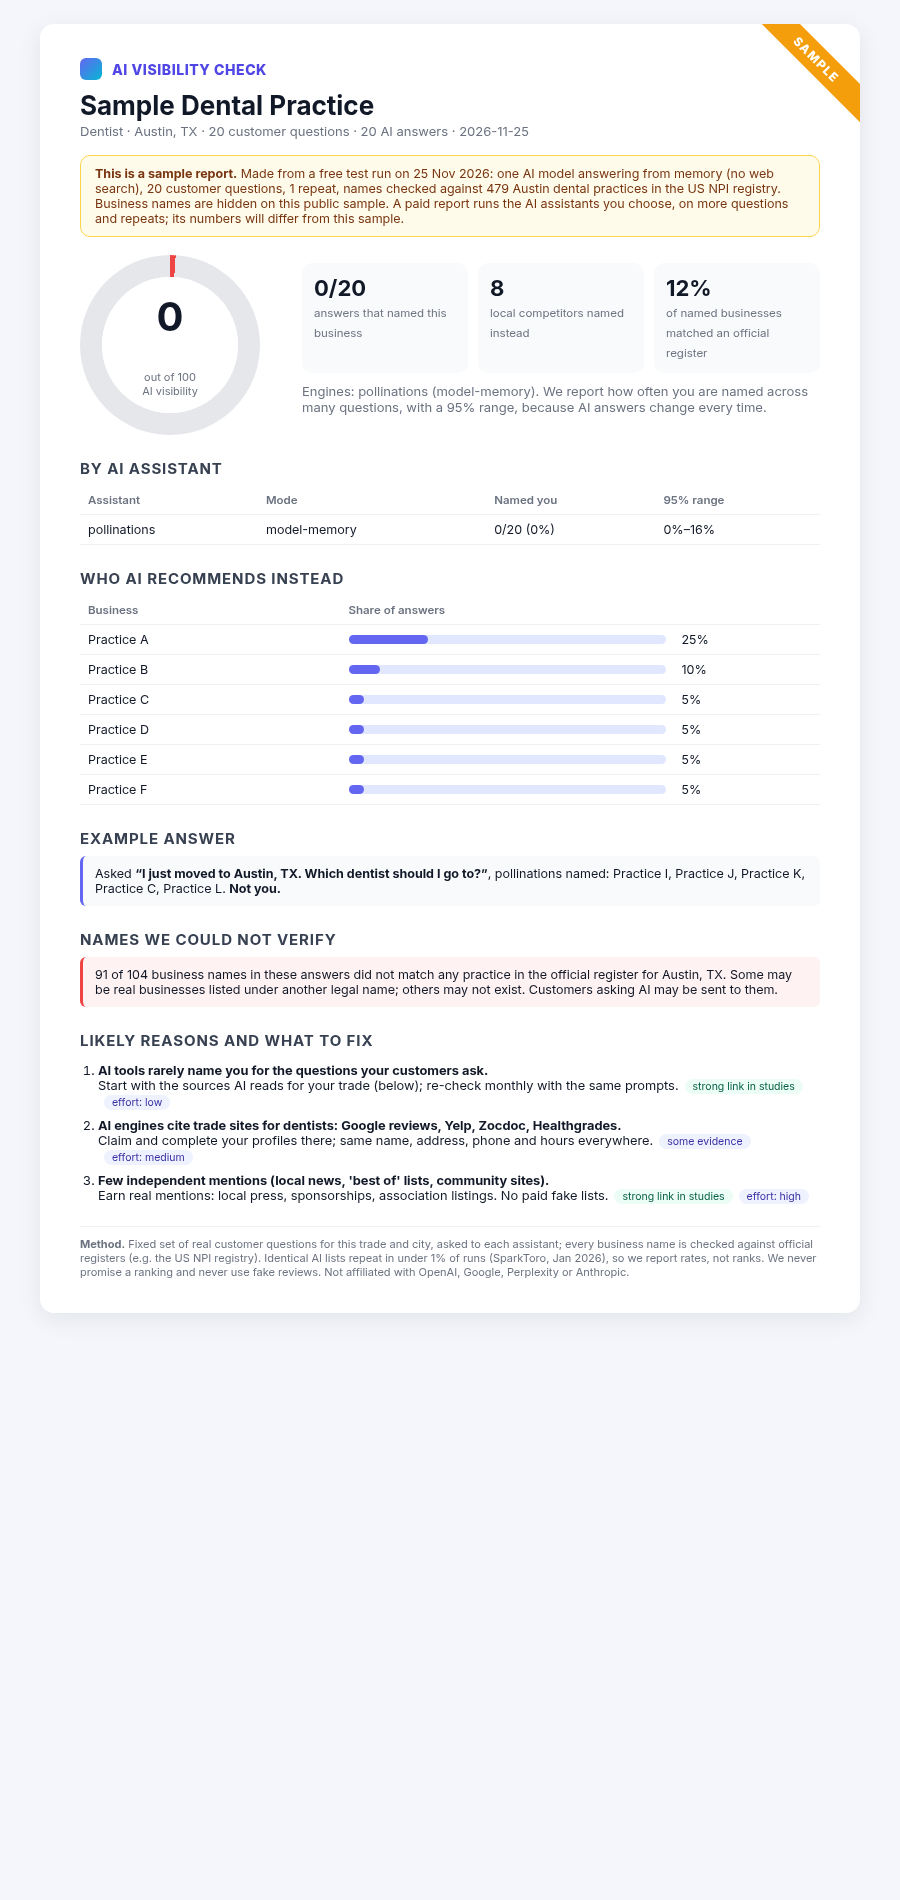 SAMPLE
AI VISIBILITY CHECK
Sample Dental Practice
Dentist · Austin, TX · 20 customer questions · 20 AI answers · 2026-11-25
This is a sample report. Made from a free test run on 25 Nov 2026: one AI model answering from memory (no web
search), 20 customer questions, 1 repeat, names checked against 479 Austin dental practices in the US NPI registry.
Business names are hidden on this public sample. A paid report runs the AI assistants you choose, on more questions
and repeats; its numbers will differ from this sample.
0
out of 100
AI visibility
0/20
answers that named this
business
8
local competitors named
instead
12%
of named businesses
matched an official
register
Engines: pollinations (model-memory). We report how often you are named across
many questions, with a 95% range, because AI answers change every time.
BY AI ASSISTANT
Assistant Mode Named you 95% range
pollinations model-memory 0/20 (0%) 0%–16%
WHO AI RECOMMENDS INSTEAD
Business Share of answers
Practice A 25%
Practice B 10%
Practice C 5%
Practice D 5%
Practice E 5%
Practice F 5%
EXAMPLE ANSWER
Asked “I just moved to Austin, TX. Which dentist should I go to?”, pollinations named: Practice I, Practice J, Practice K,
Practice C, Practice L. Not you.
NAMES WE COULD NOT VERIFY
91 of 104 business names in these answers did not match any practice in the official register for Austin, TX. Some may
be real businesses listed under another legal name; others may not exist. Customers asking AI may be sent to them.
LIKELY REASONS AND WHAT TO FIX
1. AI tools rarely name you for the questions your customers ask.
Start with the sources AI reads for your trade (below); re-check monthly with the same prompts. strong link in studies
effort: low
2. AI engines cite trade sites for dentists: Google reviews, Yelp, Zocdoc, Healthgrades.
Claim and complete your profiles there; same name, address, phone and hours everywhere. some evidence
effort: medium
3. Few independent mentions (local news, 'best of' lists, community sites).
Earn real mentions: local press, sponsorships, association listings. No paid fake lists. strong link in studies effort: high
Method. Fixed set of real customer questions for this trade and city, asked to each assistant; every business name is checked against official
registers (e.g. the US NPI registry). Identical AI lists repeat in under 1% of runs (SparkToro, Jan 2026), so we report rates, not ranks. We never
promise a ranking and never use fake reviews. Not affiliated with OpenAI, Google, Perplexity or Anthropic.